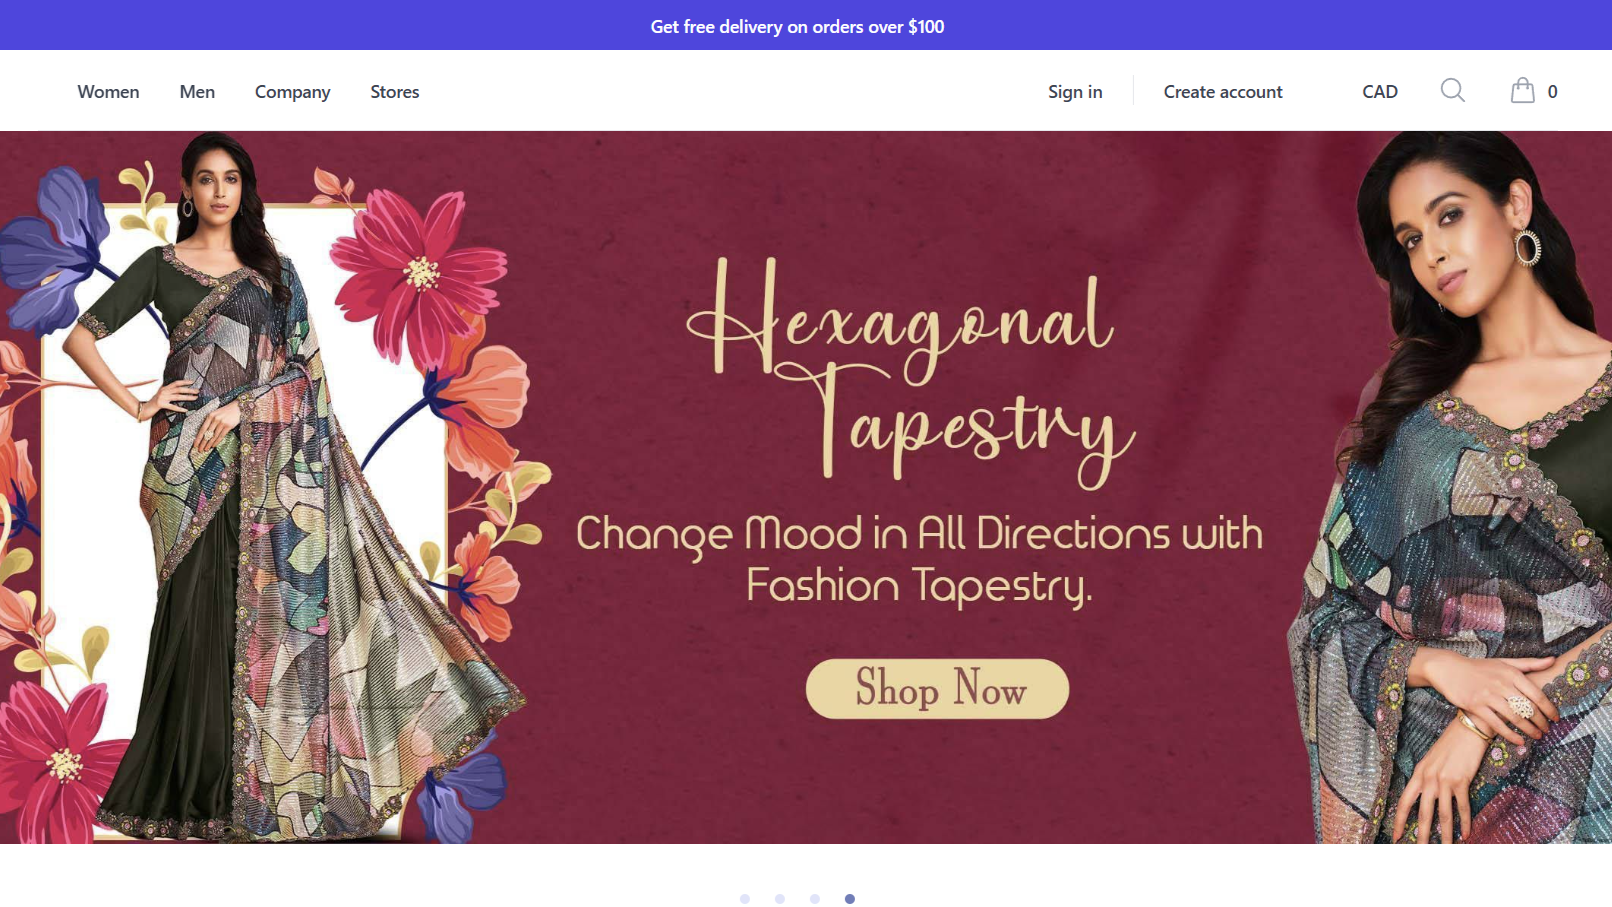 Get free delivery on orders over $100
Women Men Company Stores Sign in Create account CAD 0
Hexagonal
Tapestry
Change Mood in All Directions with
Fashion Tapestry.
Shop Now